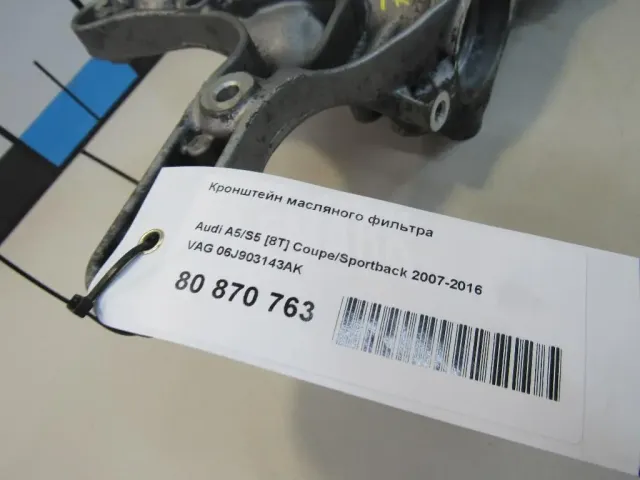 Кронштейн масляного фильтра
Audi A5/S5 [8T] Coupe/Sportback 2007-2016
VAG 06J903143AK
80 870 763